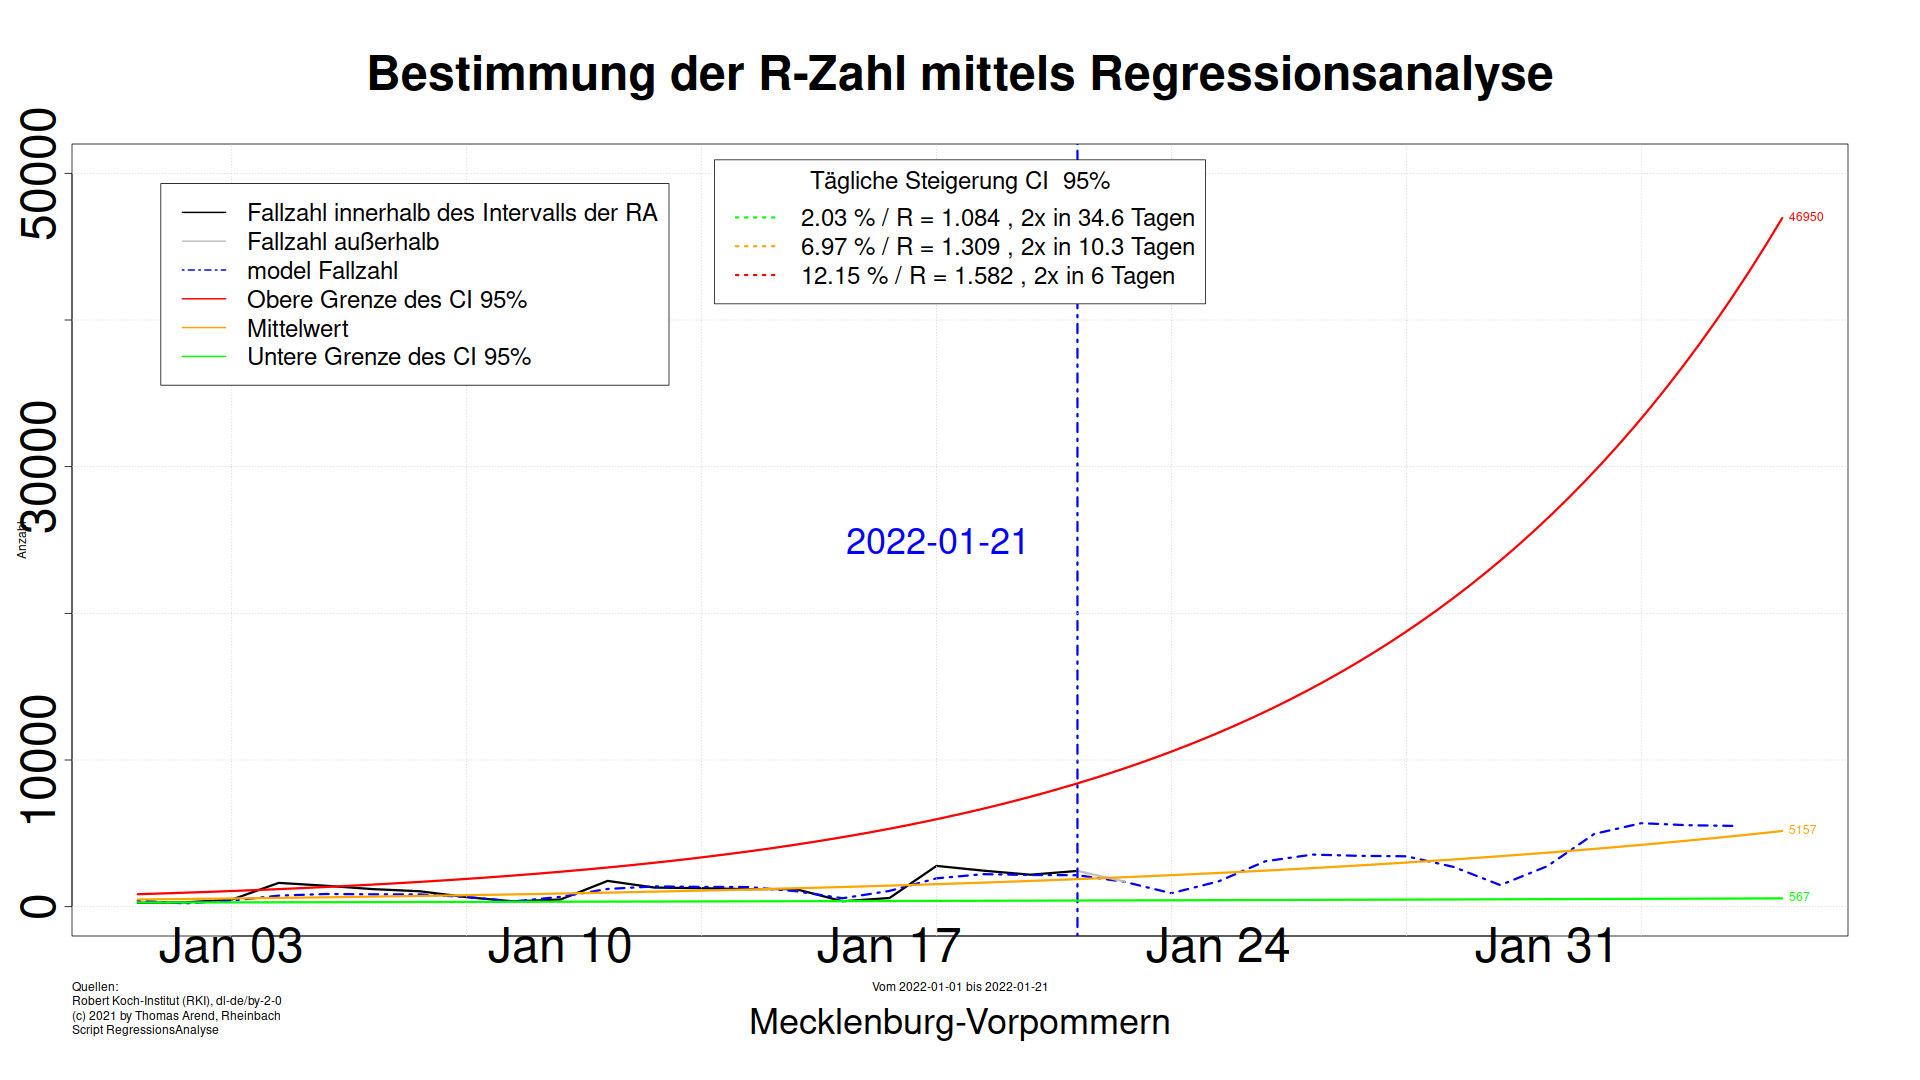 Bestimmung der R-Zahl mittels Regressionsanalyse
Fallzahl innerhalb des Intervalls der RA
Fallzahl außerhalb
model Fallzahl
Obere Grenze des CI 95%
Mittelwert
Untere Grenze des CI 95%
Tägliche Steigerung CI  95%
2.03 % / R = 1.084 , 2x in 34.6 Tagen
6.97 % / R = 1.309 , 2x in 10.3 Tagen
12.15 % / R = 1.582 , 2x in 6 Tagen
50000
30000
10000
0
Anzahl
2022-01-21
46950
5157
567
Jan 03
Jan 10
Jan 17
Jan 24
Jan 31
Quellen:
Robert Koch-Institut (RKI), dl-de/by-2-0
(c) 2021 by Thomas Arend, Rheinbach
Script RegressionsAnalyse
Vom 2022-01-01 bis 2022-01-21
Mecklenburg-Vorpommern